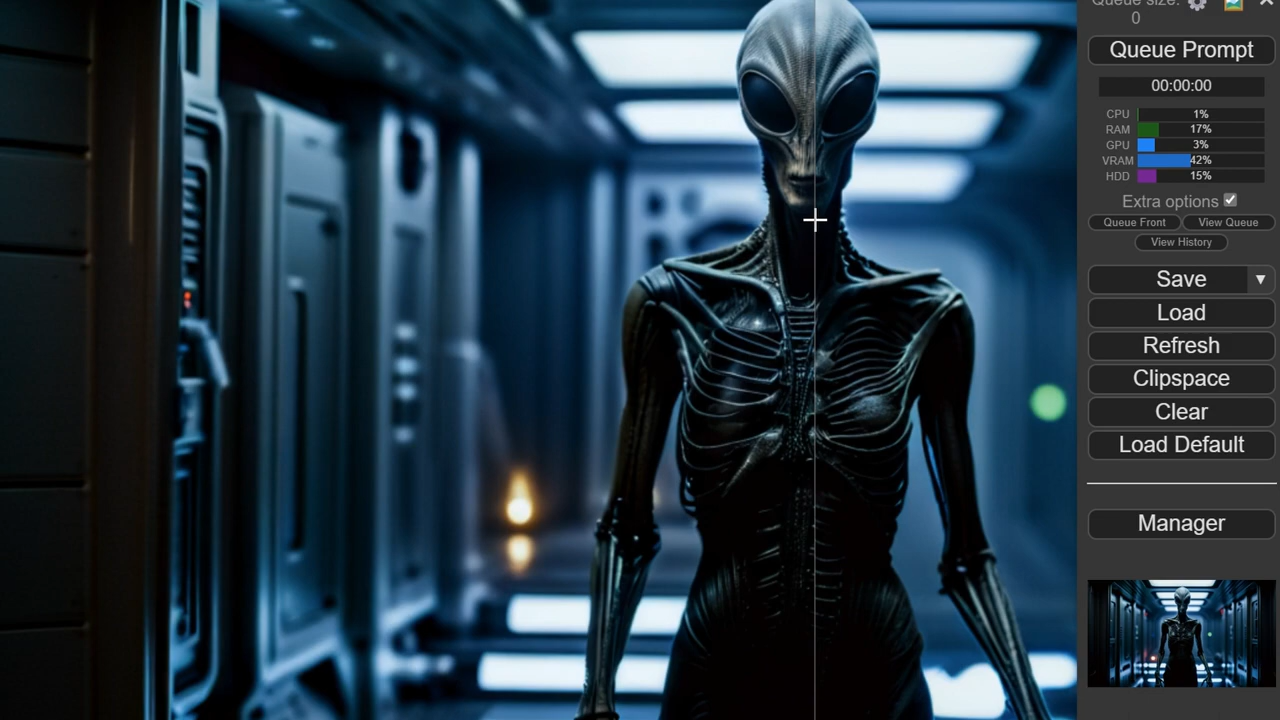 Queue size:
0
Queue Prompt
00:00:00
CPU 1%
RAM 17%
GPU 3%
VRAM 42%
HDD 15%
Extra options
Queue Front View Queue
View History
Save ▼
Load
Refresh
Clipspace
Clear
Load Default
Manager